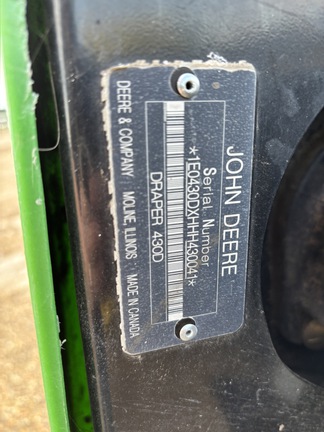 JOHN DEERE
Serial Number
*1E0430DXHHH430041*
DRAPER 430D
DEERE & COMPANY MOLINE, ILLINOIS MADE IN CANADA